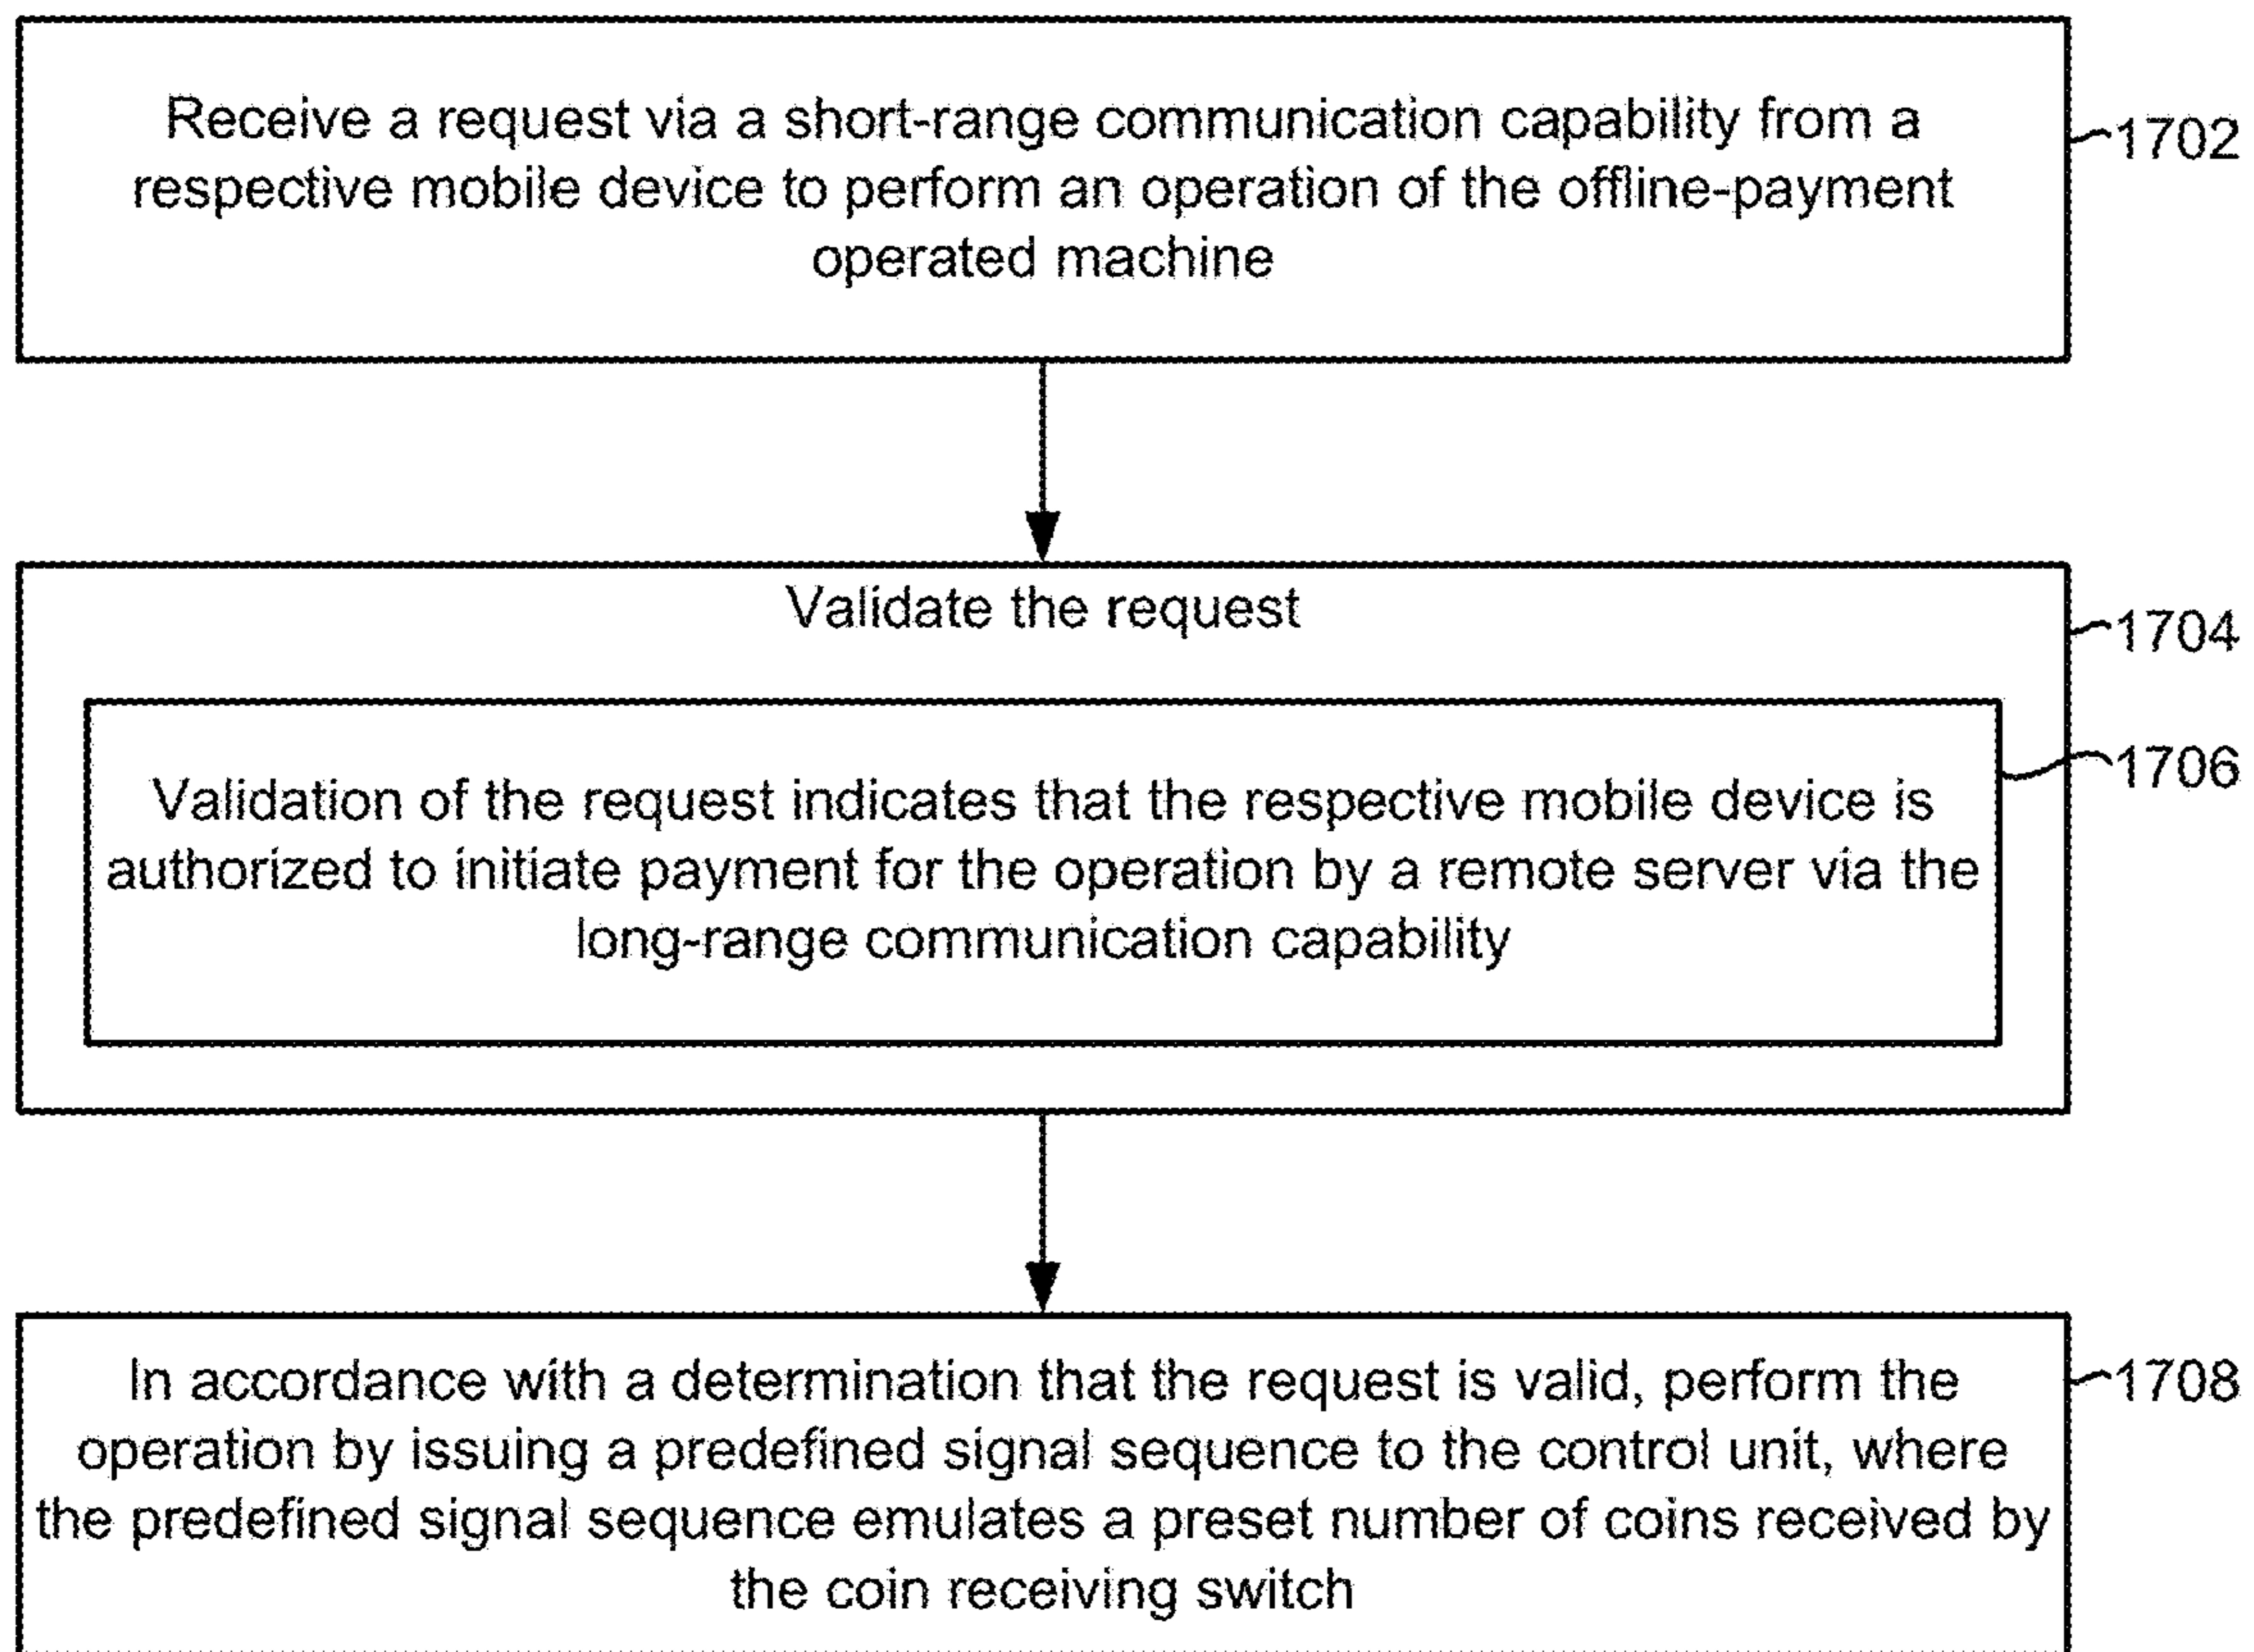 Receive a request via a short-range communication capability from a
respective mobile device to perform an operation of the offline-payment
operated machine
1702
Validate the request
1704
Validation of the request indicates that the respective mobile device is
authorized to initiate payment for the operation by a remote server via the
long-range communication capability
1706
In accordance with a determination that the request is valid, perform the
operation by issuing a predefined signal sequence to the control unit, where
the predefined signal sequence emulates a preset number of coins received by
the coin receiving switch
1708